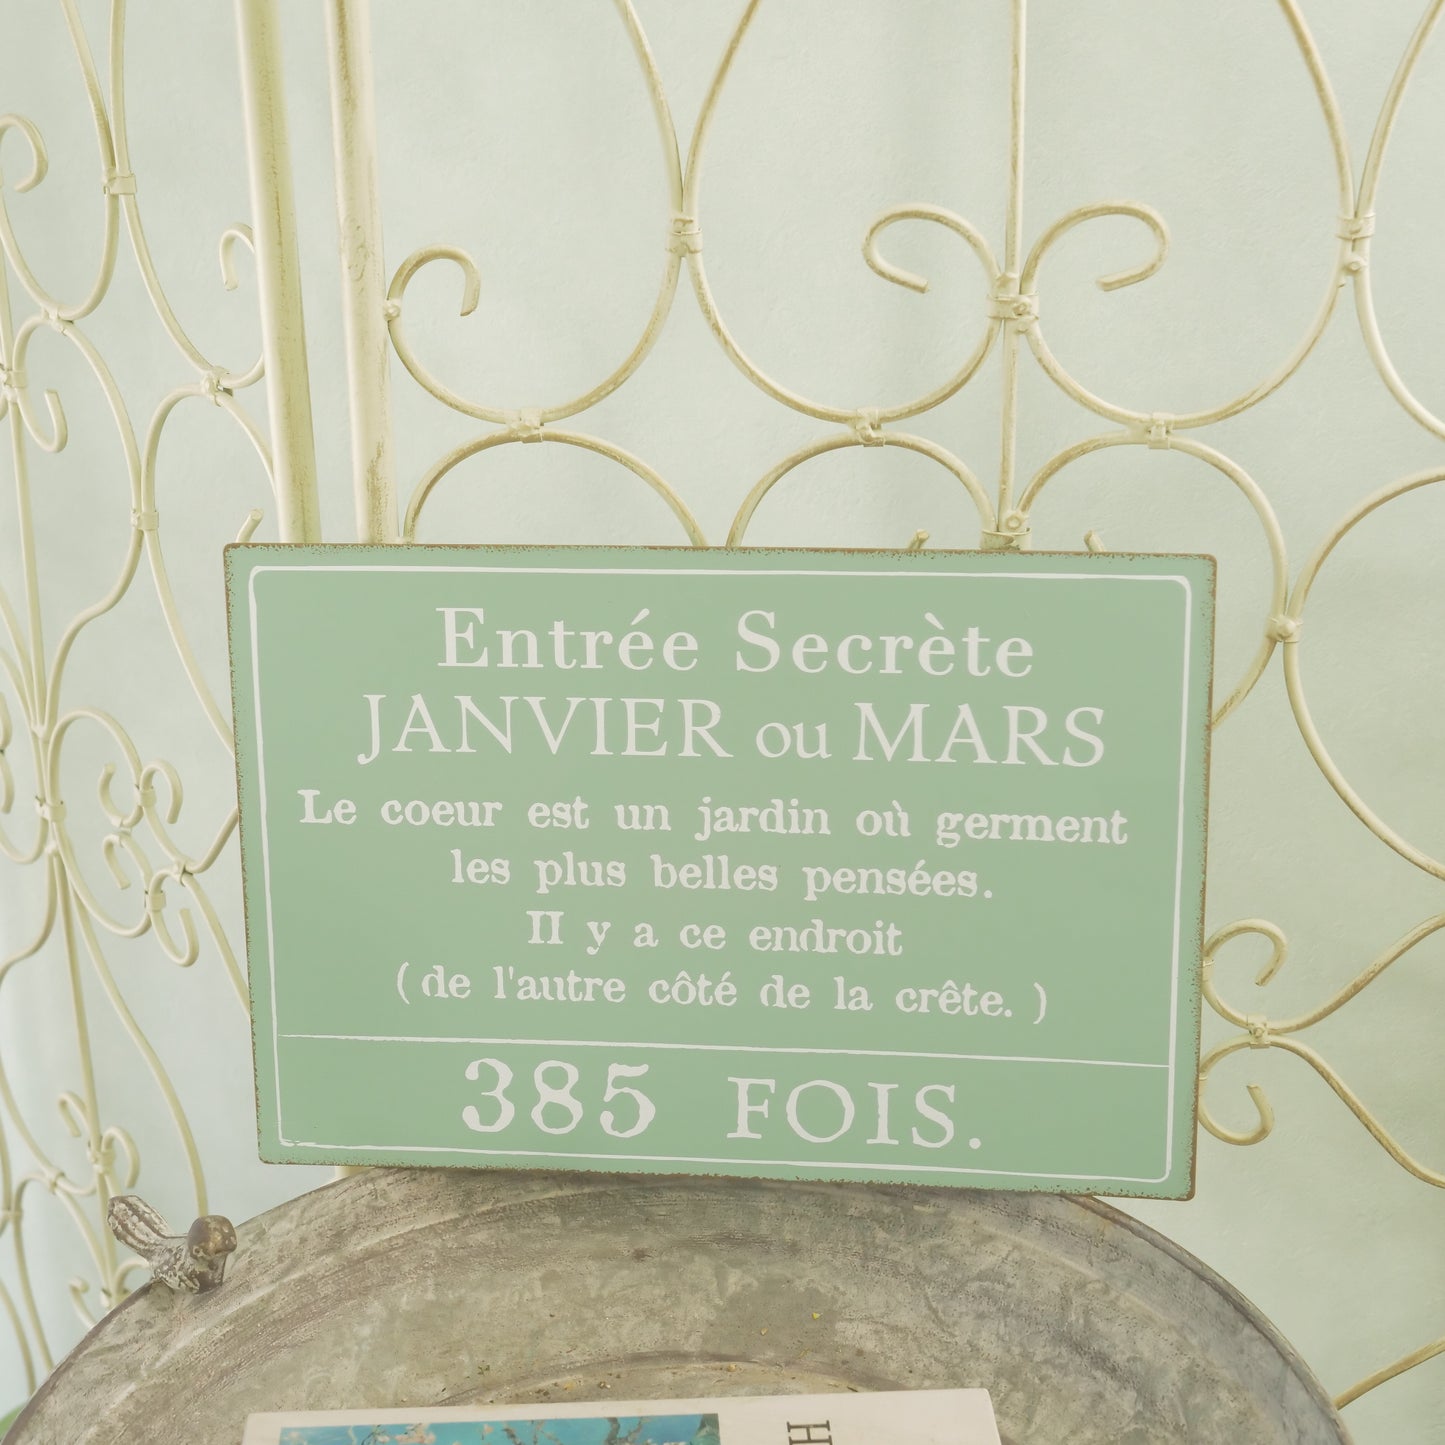 Entrée Secrète
JANVIER ou MARS
Le coeur est un jardin où germent
les plus belles pensées.
Il y a ce endroit
(de l'autre côté de la crête.)
385 FOIS.
H